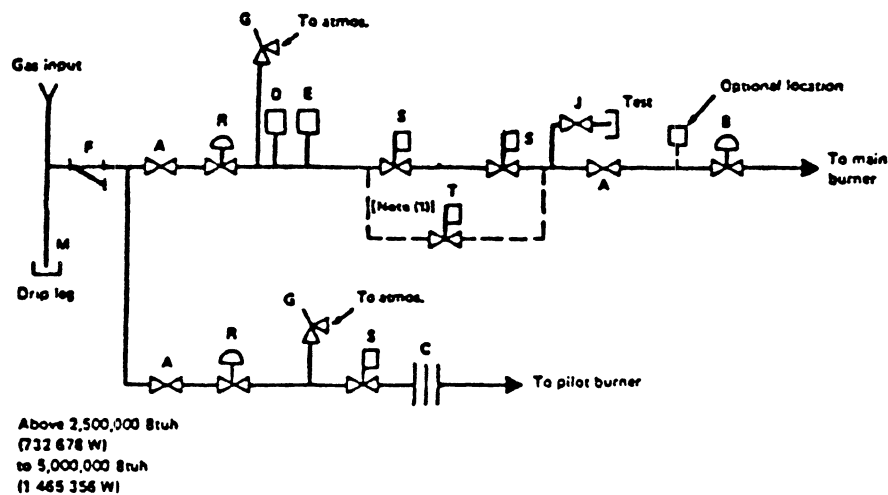 G
To atmos.
Gas input
D
E
S
J
Test
Optional location
F
A
R
S
B
A
To main
burner
[Note (1)]
T
M
Drip leg
G
To atmos.
A
R
S
C
To pilot burner
Above 2,500,000 Btuh
(732 678 W)
to 5,000,000 Btuh
(1 465 356 W)